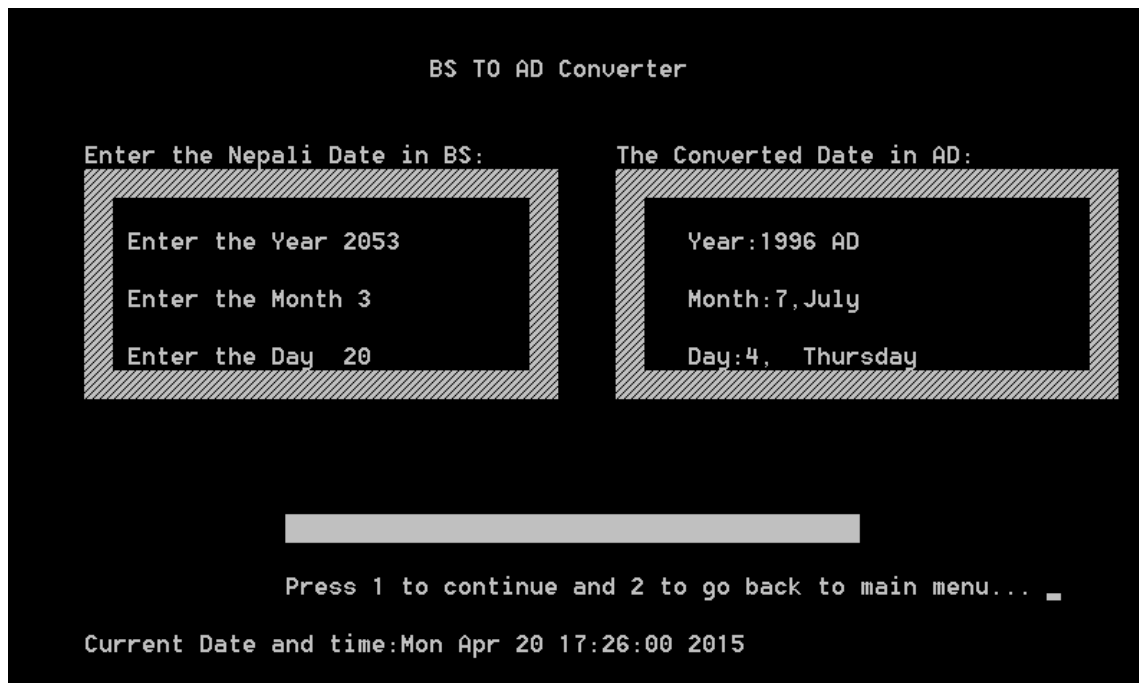 BS TO AD Converter
Enter the Nepali Date in BS:
Enter the Year 2053
Enter the Month 3
Enter the Day  20
The Converted Date in AD:
Year:1996 AD
Month:7,July
Day:4,  Thursday
Press 1 to continue and 2 to go back to main menu... _
Current Date and time:Mon Apr 20 17:26:00 2015